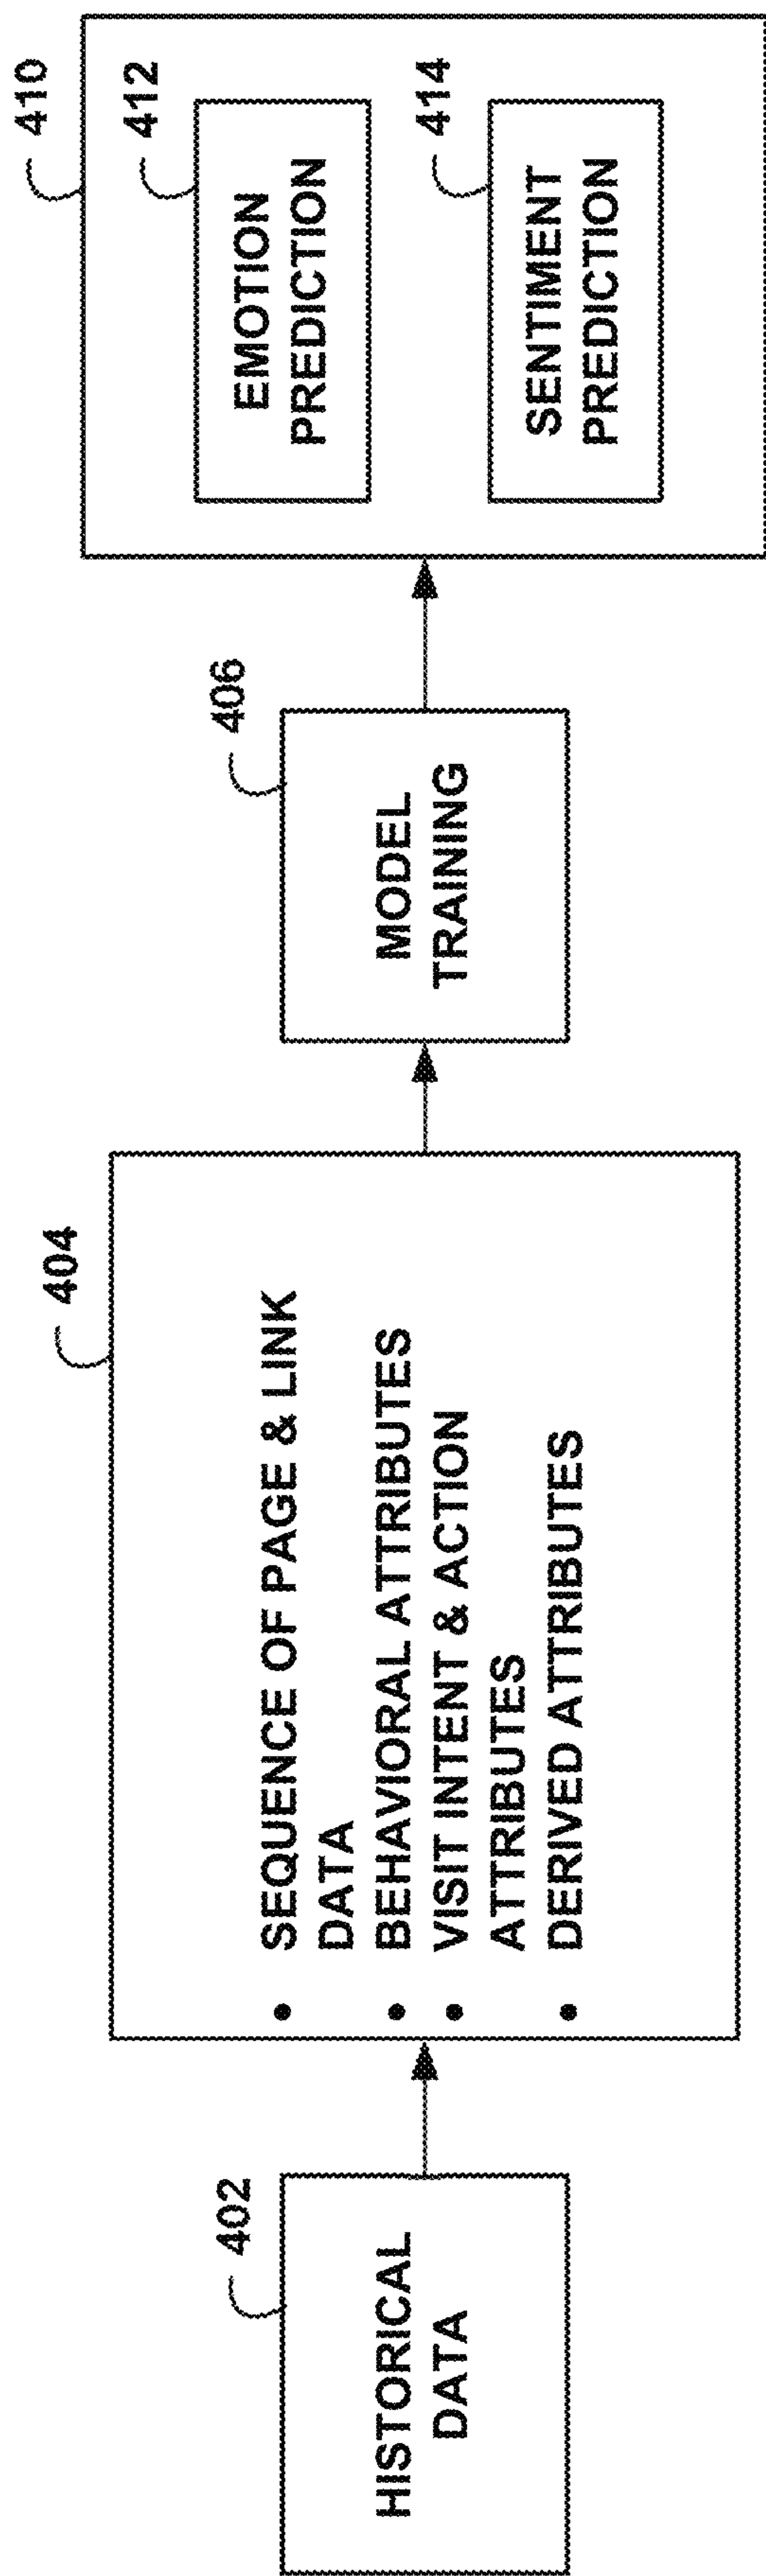 402
HISTORICAL
DATA
404
• SEQUENCE OF PAGE & LINK
DATA
• BEHAVIORAL ATTRIBUTES
• VISIT INTENT & ACTION
ATTRIBUTES
• DERIVED ATTRIBUTES
406
MODEL
TRAINING
410
412
EMOTION
PREDICTION
414
SENTIMENT
PREDICTION